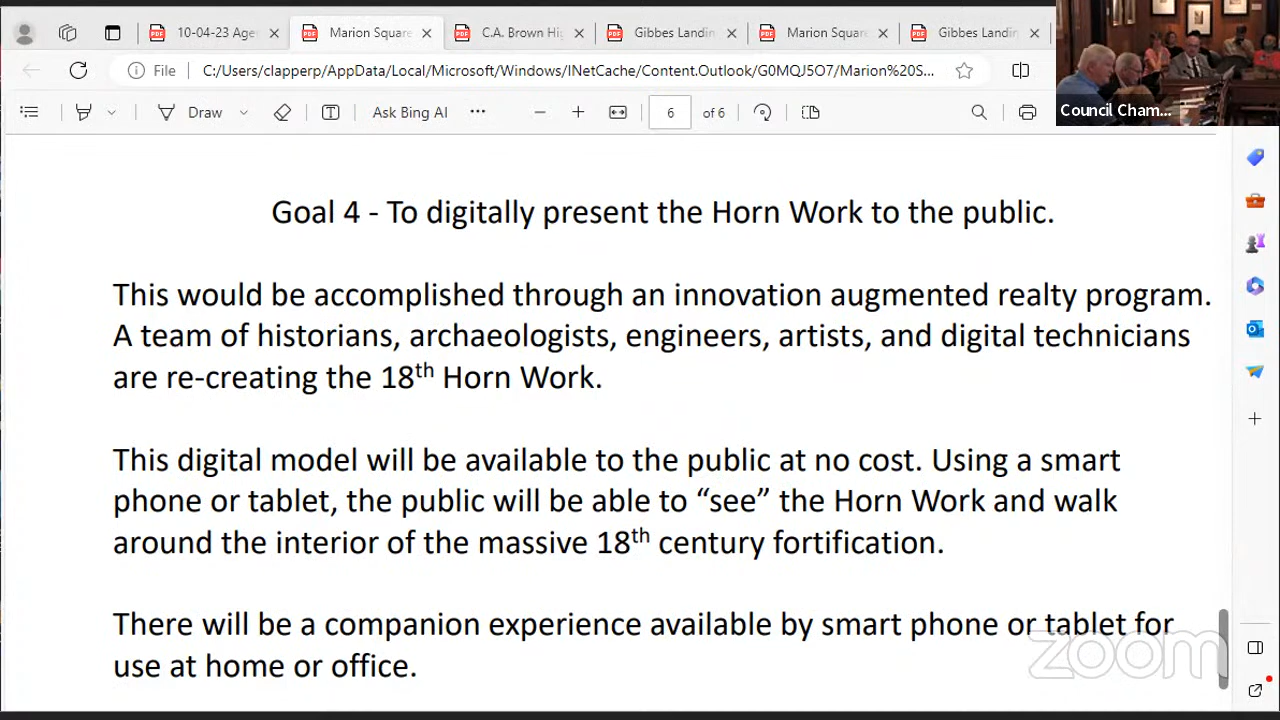 10-04-23 Age
Marion Square
C.A. Brown Hi
Gibbes Landin
Marion Squar
Gibbes Landin
File
C:/Users/clapperp/AppData/Local/Microsoft/Windows/INetCache/Content.Outlook/G0MQJ5O7/Marion%20S...
Draw
Ask Bing AI
6 of 6
Council Cham...
Goal 4 - To digitally present the Horn Work to the public.
This would be accomplished through an innovation augmented realty program.
A team of historians, archaeologists, engineers, artists, and digital technicians
are re-creating the 18th Horn Work.
This digital model will be available to the public at no cost. Using a smart
phone or tablet, the public will be able to “see” the Horn Work and walk
around the interior of the massive 18th century fortification.
There will be a companion experience available by smart phone or tablet for
use at home or office.
zoom